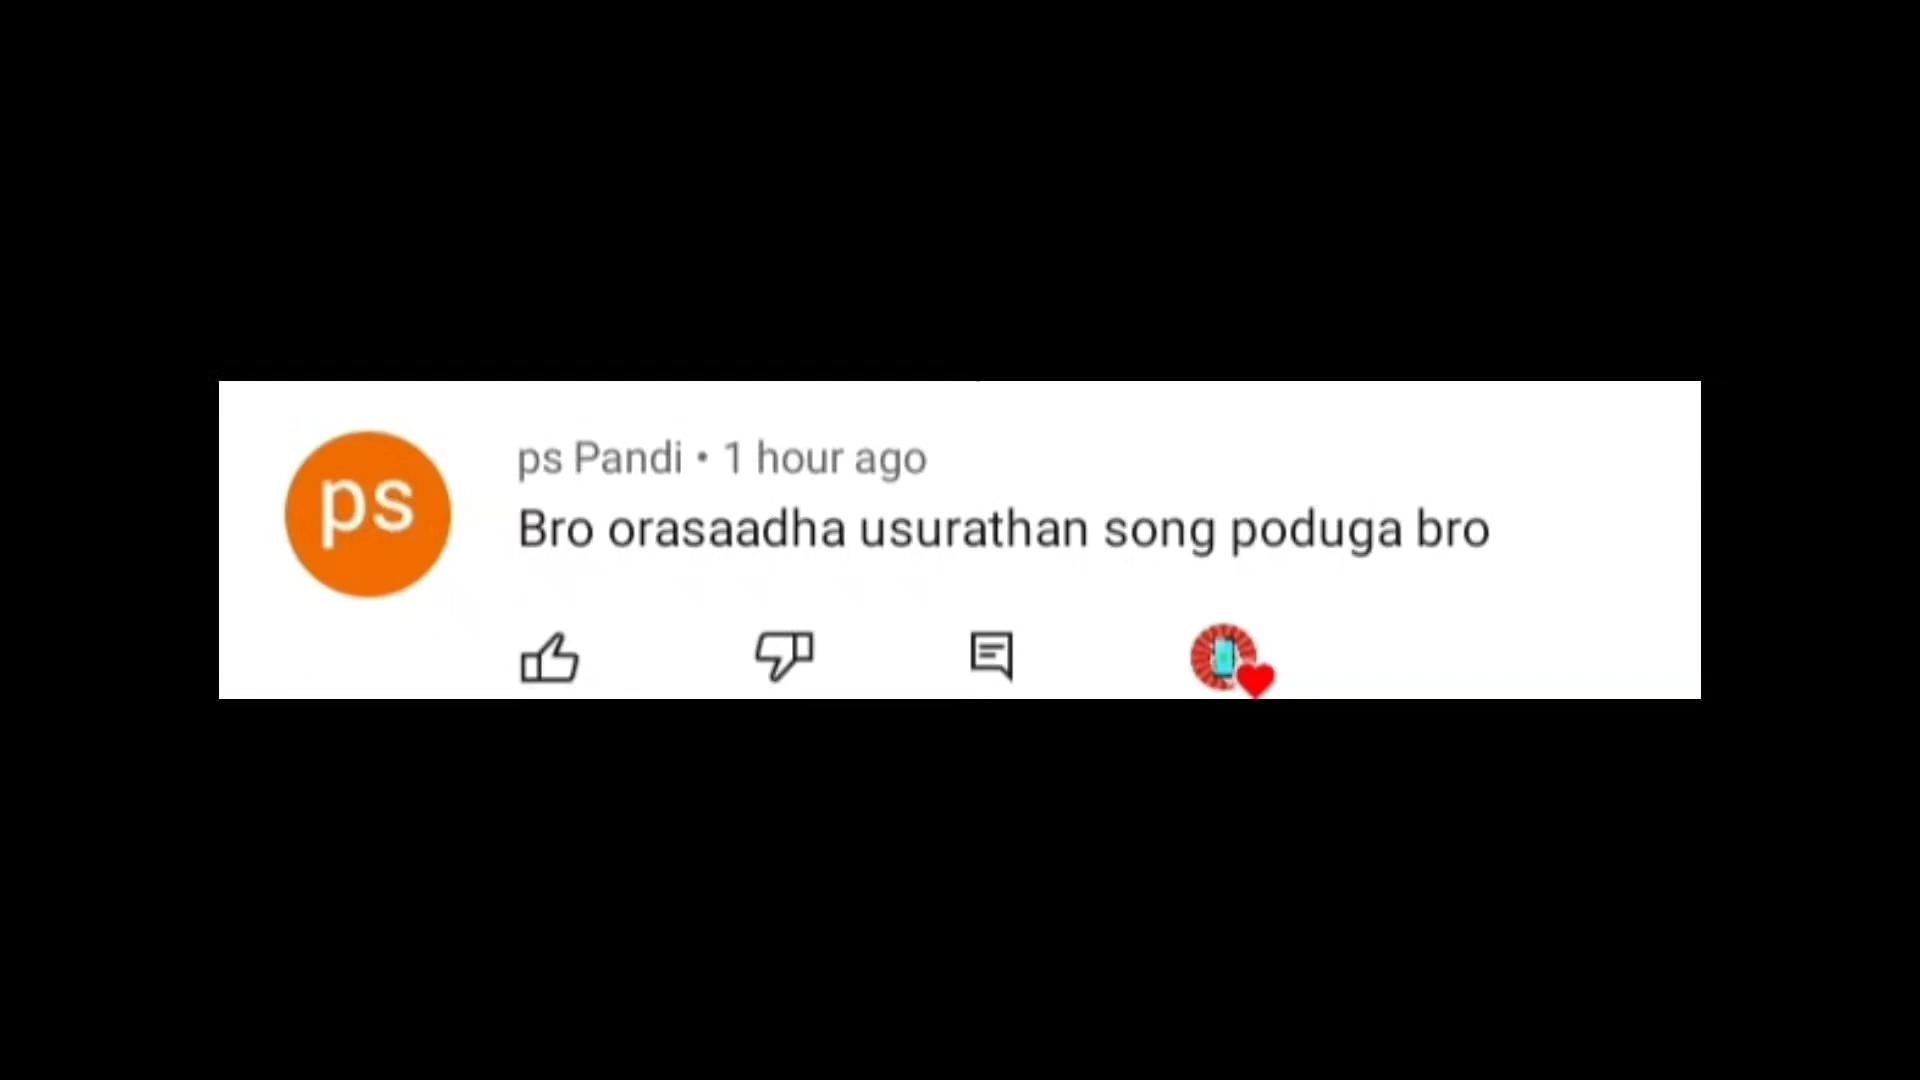 ps
ps Pandi • 1 hour ago
Bro orasaadha usurathan song poduga bro